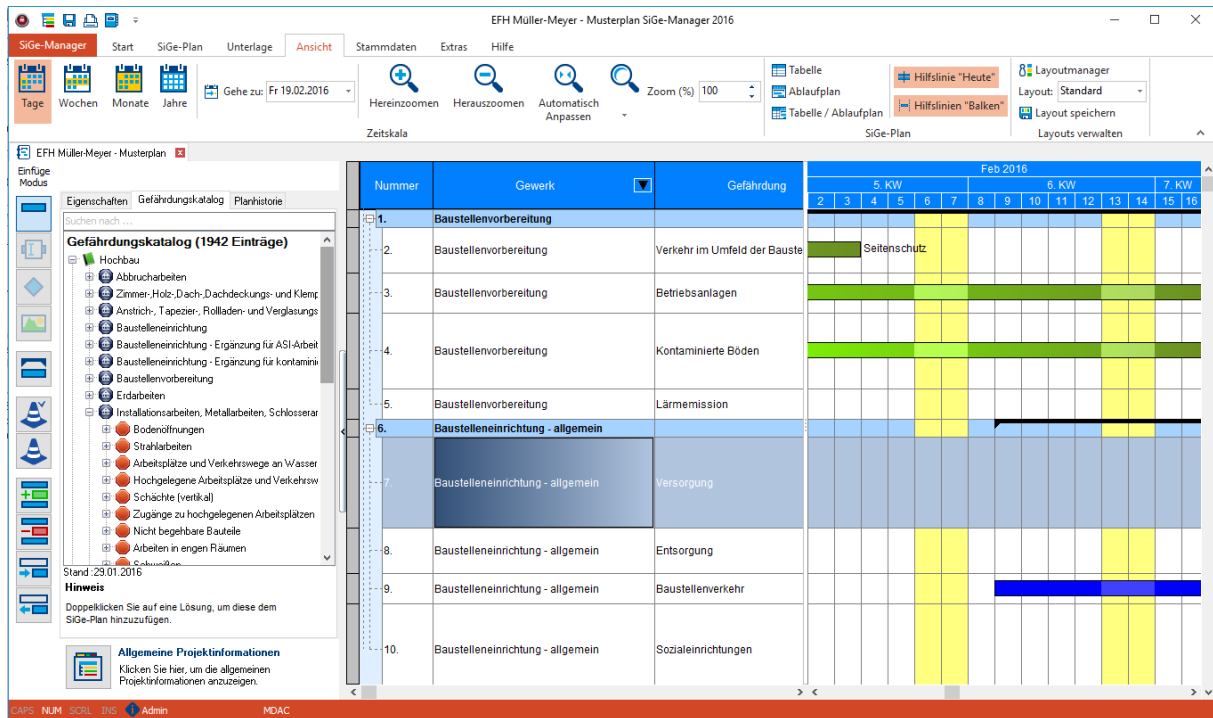 EFH Müller-Meyer - Musterplan SiGe-Manager 2016
SiGe-Manager Start SiGe-Plan Unterlage Ansicht Stammdaten Extras Hilfe
Tage Wochen Monate Jahre
Gehe zu: Fr 19.02.2016
Hereinzoomen Herauszoomen Automatisch Anpassen
Zoom (%) 100
Zeitskala
Tabelle
Ablaufplan
Tabelle / Ablaufplan
Hilfslinie "Heute"
Hilfslinien "Balken"
SiGe-Plan
Layoutmanager
Layout: Standard
Layout speichern
Layouts verwalten
EFH Müller-Meyer - Musterplan
Einfüge
Modus
Eigenschaften Gefährdungskatalog Planhistorie
Suchen nach ...
Gefährdungskatalog (1942 Einträge)
Hochbau
Abbrucharbeiten
Zimmer-,Holz-,Dach-,Dachdeckungs- und Klemp
Anstrich-, Tapezier-, Rollladen- und Verglasungs
Baustelleneinrichtung
Baustelleneinrichtung - Ergänzung für ASI-Arbeit
Baustelleneinrichtung - Ergänzung für kontamini
Baustellenvorbereitung
Erdarbeiten
Installationsarbeiten, Metallarbeiten, Schlosserar
Bodenöffnungen
Strahlarbeiten
Arbeitsplätze und Verkehrswege an Wasser
Hochgelegene Arbeitsplätze und Verkehrsw
Schächte (vertikal)
Zugänge zu hochgelegenen Arbeitsplätzen
Nicht begehbare Bauteile
Arbeiten in engen Räumen
Schweißen
Stand :29.01.2016
Hinweis
Doppelklicken Sie auf eine Lösung, um diese dem
SiGe-Plan hinzuzufügen.
Allgemeine Projektinformationen
Klicken Sie hier, um die allgemeinen
Projektinformationen anzuzeigen.
Nummer Gewerk Gefährdung
Feb 2016
5. KW 6. KW 7. KW
2 3 4 5 6 7 8 9 10 11 12 13 14 15 16
1. Baustellenvorbereitung
2. Baustellenvorbereitung Verkehr im Umfeld der Bauste Seitenschutz
3. Baustellenvorbereitung Betriebsanlagen
4. Baustellenvorbereitung Kontaminierte Böden
5. Baustellenvorbereitung Lärmemission
6. Baustelleneinrichtung - allgemein
7. Baustelleneinrichtung - allgemein Versorgung
8. Baustelleneinrichtung - allgemein Entsorgung
9. Baustelleneinrichtung - allgemein Baustellenverkehr
10. Baustelleneinrichtung - allgemein Sozialeinrichtungen
CAPS NUM SCRL INS Admin MDAC